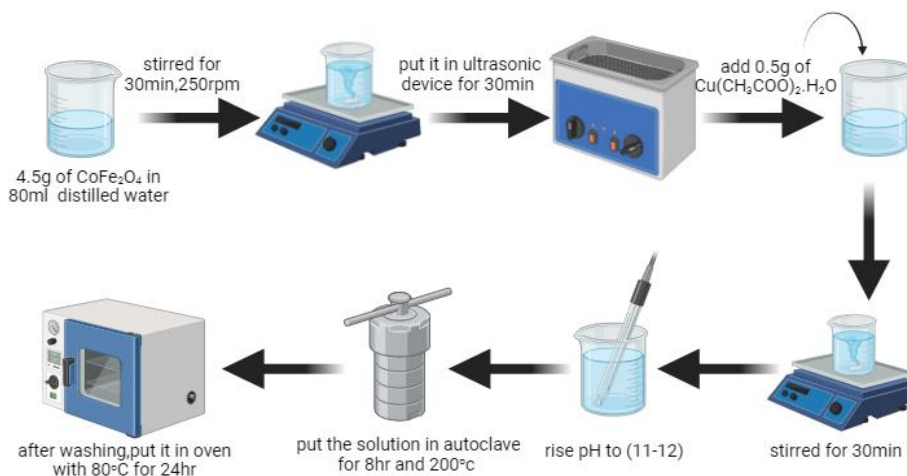 stirred for
30min,250rpm
put it in ultrasonic
device for 30min
add 0.5g of
Cu(CH₃COO)₂.H₂O
4.5g of CoFe₂O₄ in
80ml distilled water
after washing,put it in oven
with 80°C for 24hr
put the solution in autoclave
for 8hr and 200°c
rise pH to (11-12)
stirred for 30min